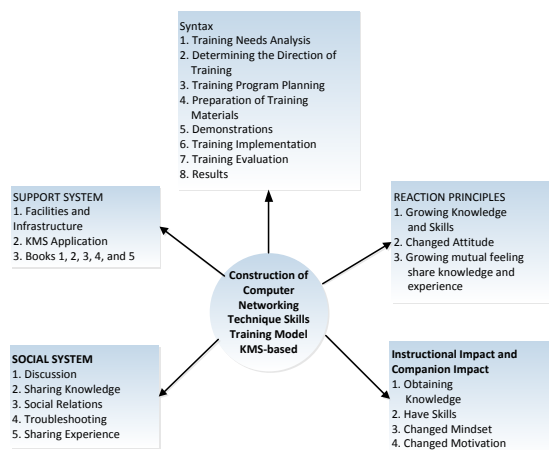 Syntax
1. Training Needs Analysis
2. Determining the Direction of
Training
3. Training Program Planning
4. Preparation of Training
Materials
5. Demonstrations
6. Training Implementation
7. Training Evaluation
8. Results
SUPPORT SYSTEM
1. Facilities and
Infrastructure
2. KMS Application
3. Books 1, 2, 3, 4, and 5
REACTION PRINCIPLES
1. Growing Knowledge
and Skills
2. Changed Attitude
3. Growing mutual feeling
share knowledge and
experience
Construction of
Computer
Networking
Technique Skills
Training Model
KMS-based
SOCIAL SYSTEM
1. Discussion
2. Sharing Knowledge
3. Social Relations
4. Troubleshooting
5. Sharing Experience
Instructional Impact and
Companion Impact
1. Obtaining
Knowledge
2. Have Skills
3. Changed Mindset
4. Changed Motivation